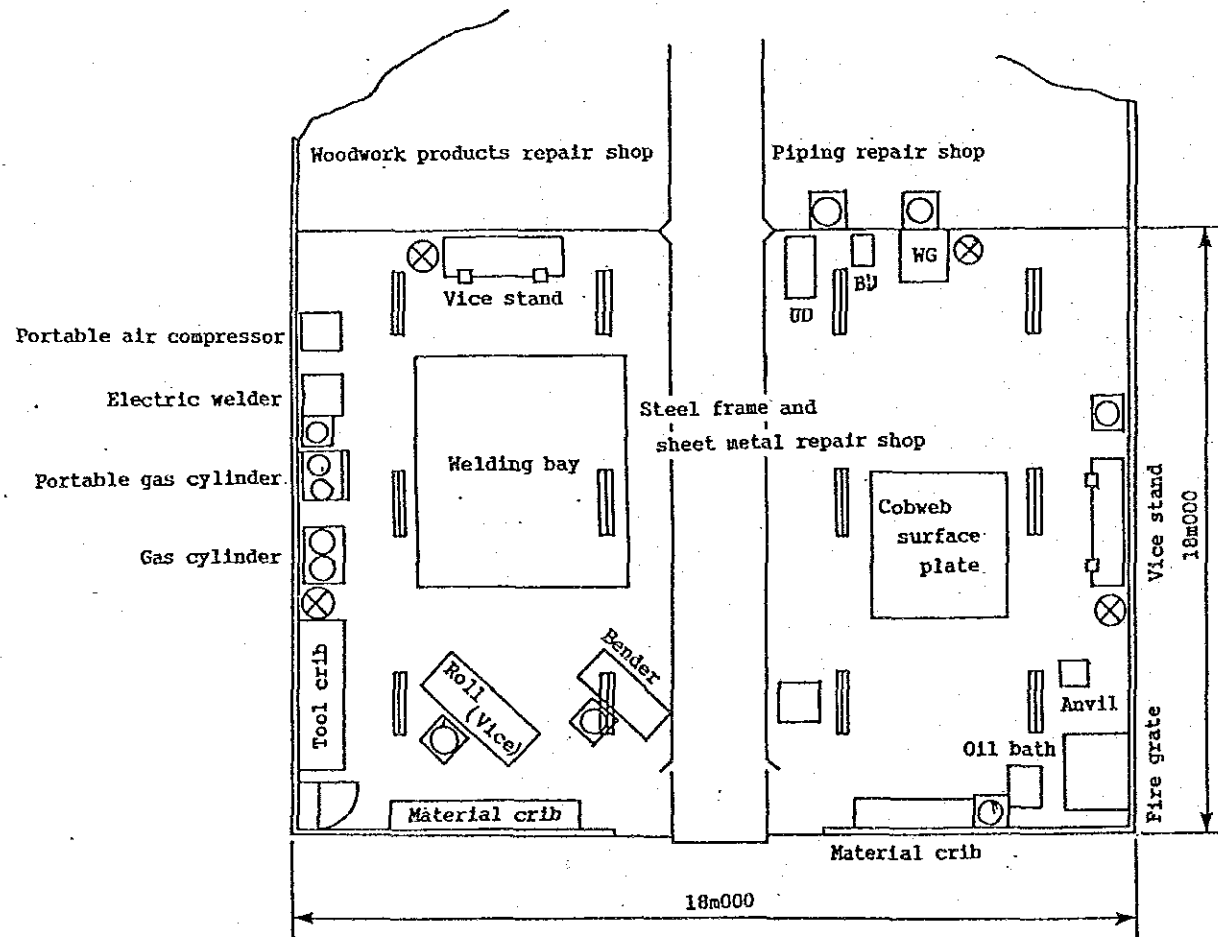 Woodwork products repair shop
Piping repair shop
WG
BD
UD
Vice stand
Portable air compressor
Electric welder
Steel frame and
sheet metal repair shop
Welding bay
Portable gas cylinder
Cobweb
surface
plate
Vice stand
18m000
Gas cylinder
Tool crib
Roll
(Vice)
Bender
Anvil
Oil bath
Fire grate
Material crib
Material crib
18m000